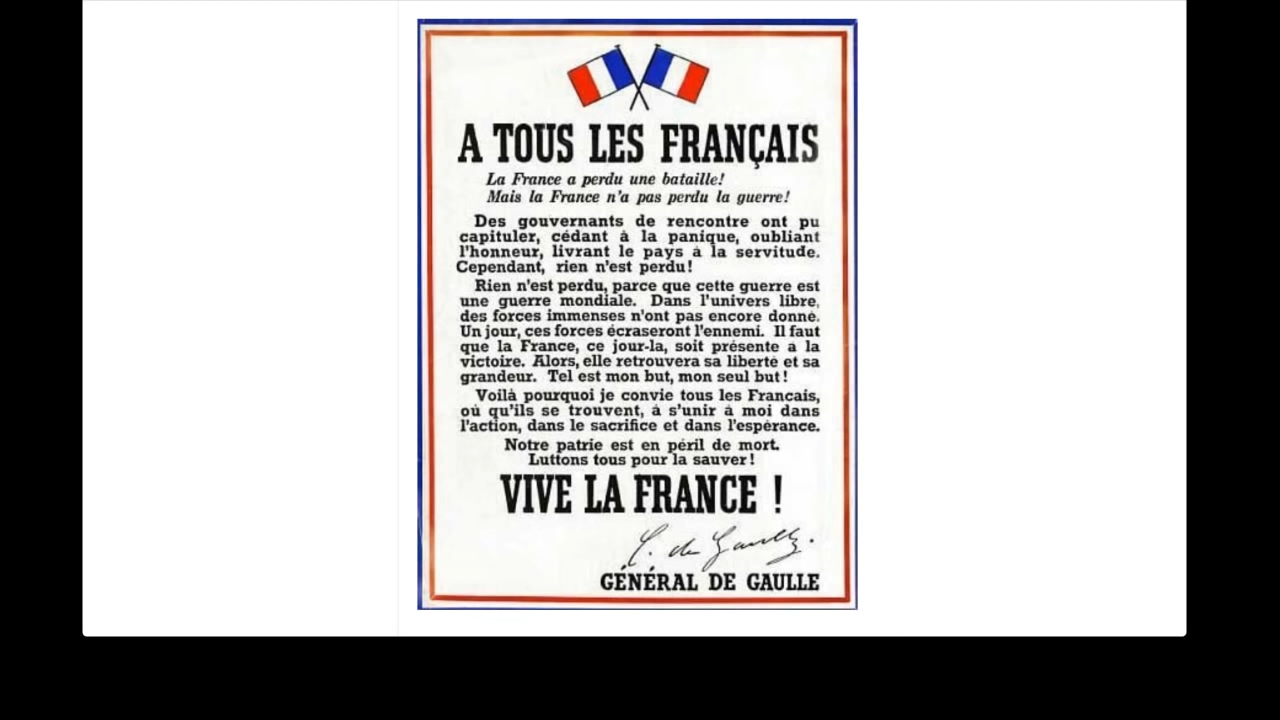 A TOUS LES FRANÇAIS
La France a perdu une bataille!
Mais la France n'a pas perdu la guerre!
Des gouvernants de rencontre ont pu
capituler, cédant à la panique, oubliant
l'honneur, livrant le pays à la servitude.
Cependant, rien n'est perdu!
Rien n'est perdu, parce que cette guerre est
une guerre mondiale. Dans l'univers libre,
des forces immenses n'ont pas encore donné.
Un jour, ces forces écraseront l'ennemi. Il faut
que la France, ce jour-la, soit présente à la
victoire. Alors, elle retrouvera sa liberté et sa
grandeur. Tel est mon but, mon seul but!
Voilà pourquoi je convie tous les Francais,
où qu'ils se trouvent, à s'unir à moi dans
l'action, dans le sacrifice et dans l'espérance.
Notre patrie est en péril de mort.
Luttons tous pour la sauver!
VIVE LA FRANCE !
C. de Gaulle.
GÉNÉRAL DE GAULLE